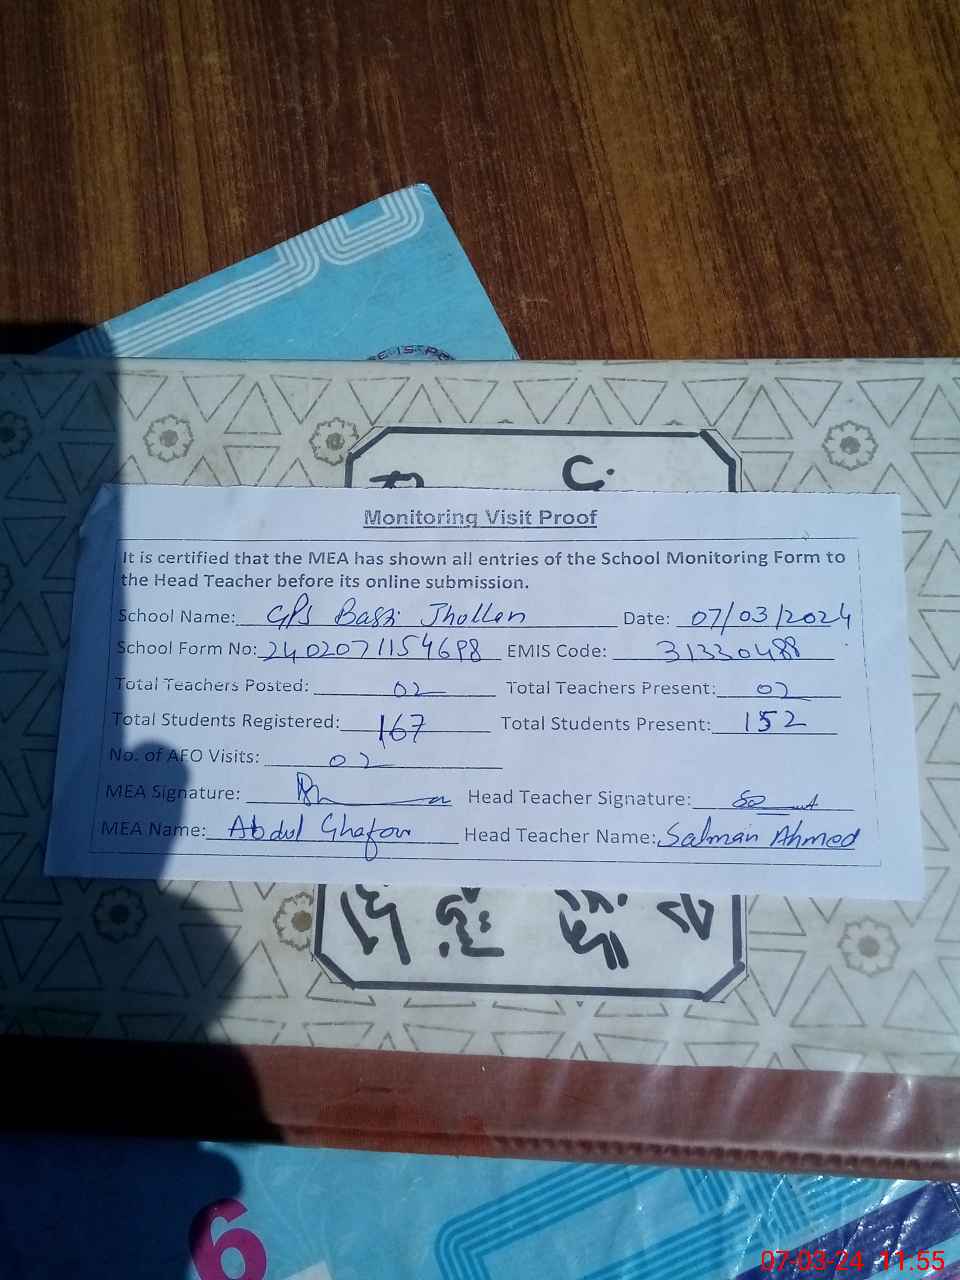 Monitoring Visit Proof
It is certified that the MEA has shown all entries of the School Monitoring Form to
the Head Teacher before its online submission.
School Name: GPS Basti Jhullan Date: 07/03/2024
School Form No: 2402071154698 EMIS Code: 31330488
Total Teachers Posted: 02 Total Teachers Present: 02
Total Students Registered: 167 Total Students Present: 152
No. of AEO Visits: 02
MEA Signature: Head Teacher Signature:
MEA Name: Abdul Ghafoor Head Teacher Name: Salman Ahmed
6
07-03-24 11:55